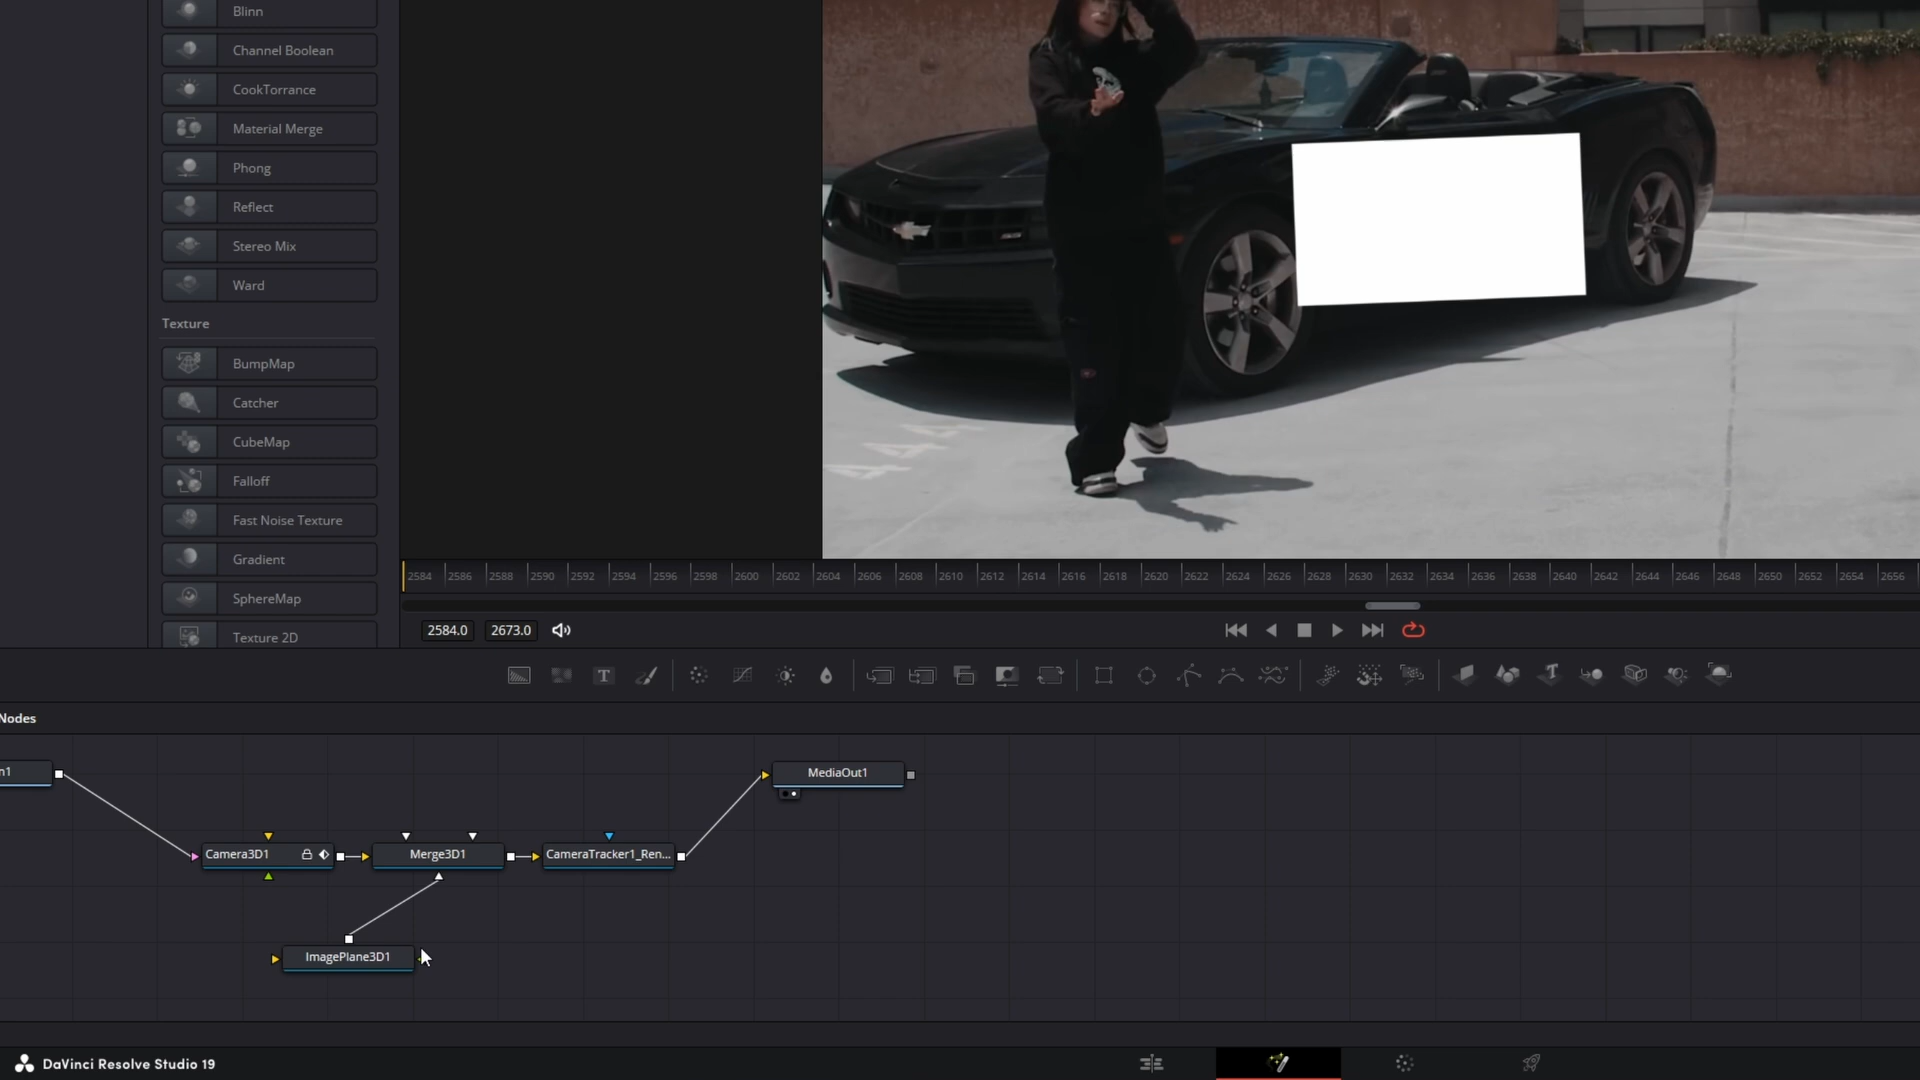 Blinn
Channel Boolean
CookTorrance
Material Merge
Phong
Reflect
Stereo Mix
Ward
Texture
BumpMap
Catcher
CubeMap
Falloff
Fast Noise Texture
Gradient
SphereMap
Texture 2D
2584 2586 2588 2590 2592 2594 2596 2598 2600 2602 2604 2606 2608 2610 2612 2614 2616 2618 2620 2622 2624 2626 2628 2630 2632 2634 2636 2638 2640 2642 2644 2646 2648 2650 2652 2654 2656
2584.0 2673.0
T
Nodes
n1
MediaOut1
Camera3D1
Merge3D1
CameraTracker1_Ren...
ImagePlane3D1
DaVinci Resolve Studio 19